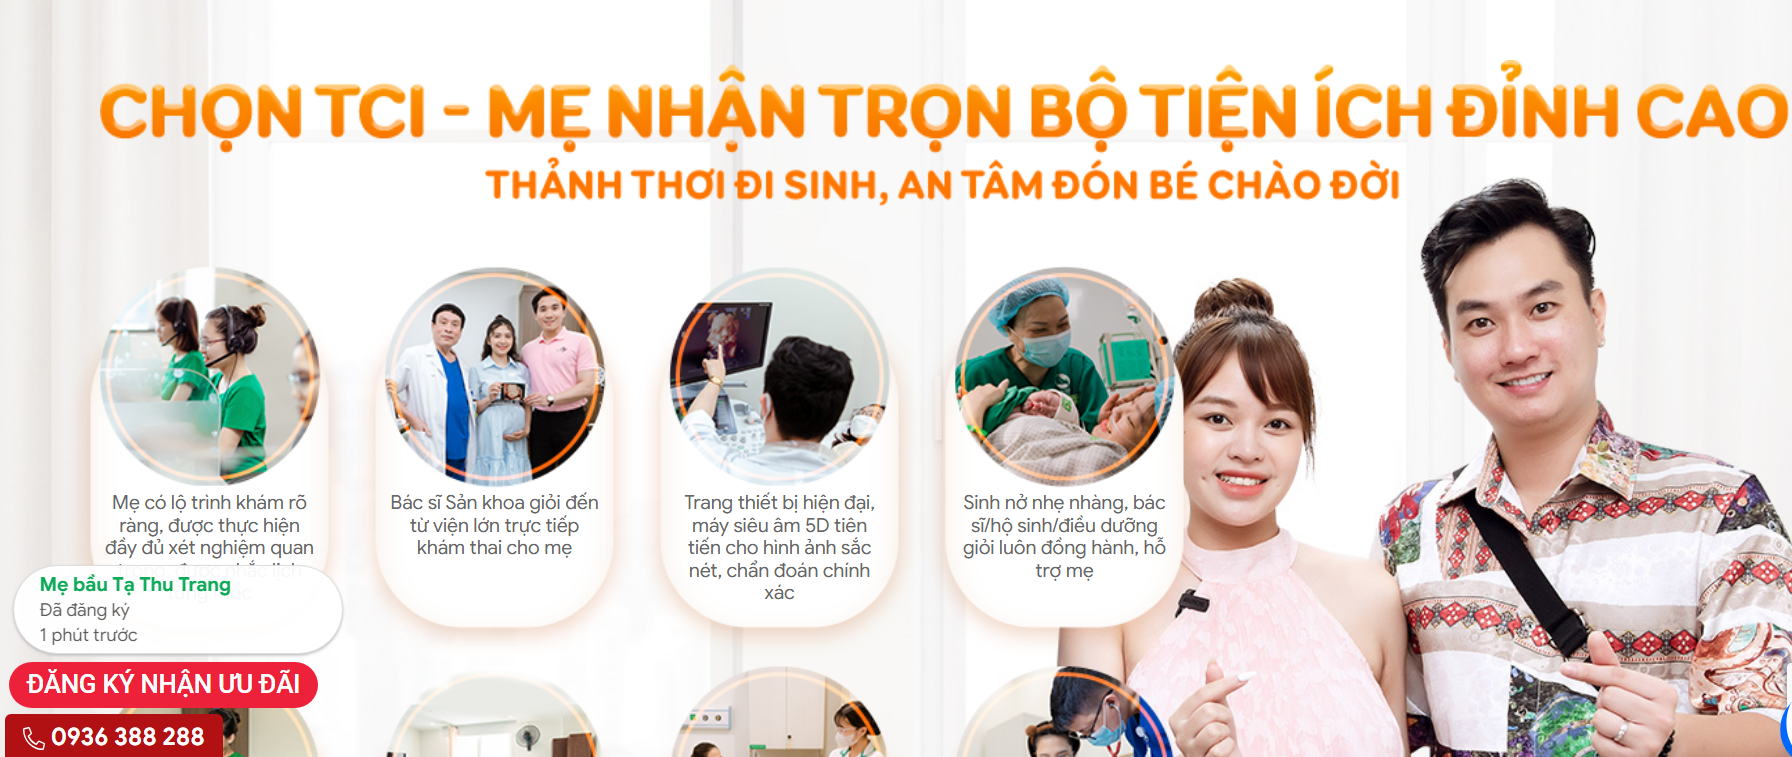 CHỌN TCI - MẸ NHẬN TRỌN BỘ TIỆN ÍCH ĐỈNH CAO
THẢNH THƠI ĐI SINH, AN TÂM ĐÓN BÉ CHÀO ĐỜI
Mẹ có lộ trình khám rõ
ràng, được thực hiện
đầy đủ xét nghiệm quan
trọng, được nhắc lịch
Bác sĩ Sản khoa giỏi đến
từ viện lớn trực tiếp
khám thai cho mẹ
Trang thiết bị hiện đại,
máy siêu âm 5D tiên
tiến cho hình ảnh sắc
nét, chẩn đoán chính
xác
Sinh nở nhẹ nhàng, bác
sĩ/hộ sinh/điều dưỡng
giỏi luôn đồng hành, hỗ
trợ mẹ
Mẹ bầu Tạ Thu Trang
Đã đăng ký
1 phút trước
ĐĂNG KÝ NHẬN ƯU ĐÃI
0936 388 288